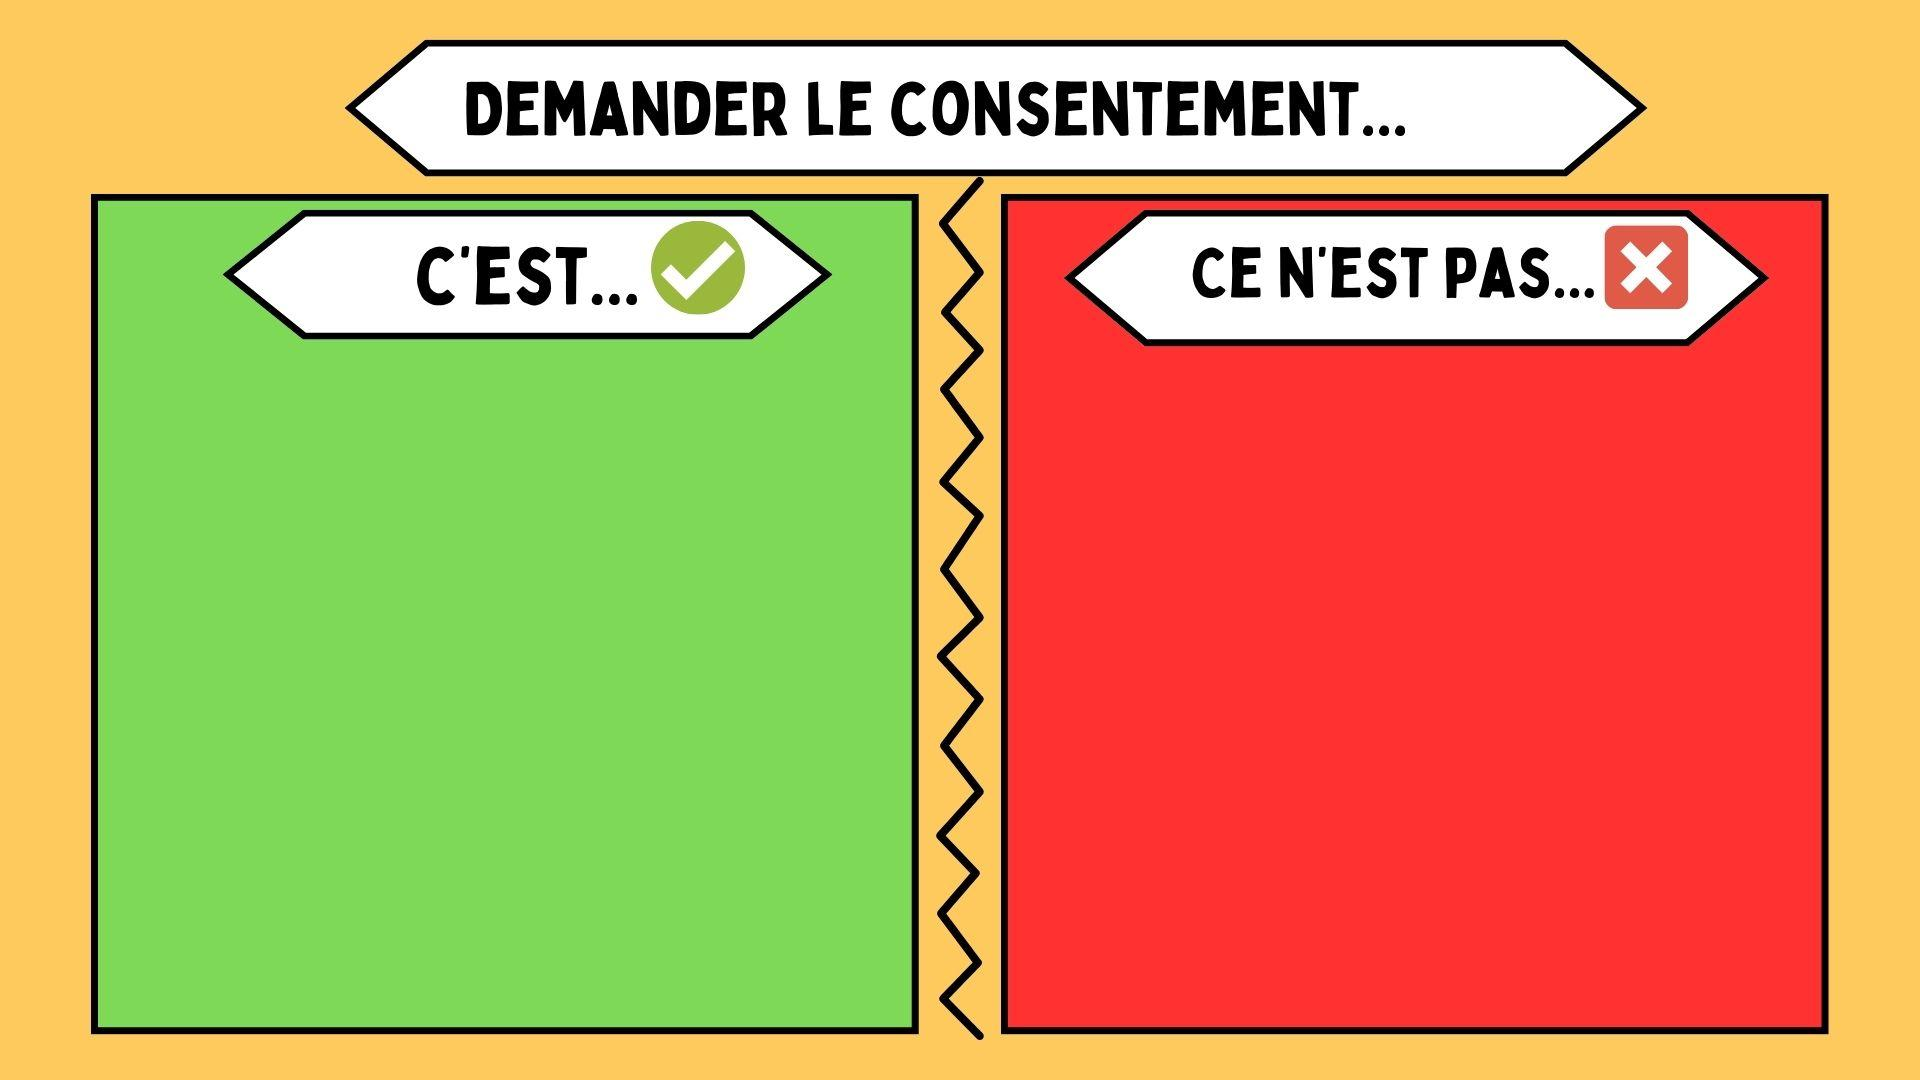 DEMANDER LE CONSENTEMENT...
C'EST...
CE N'EST PAS...